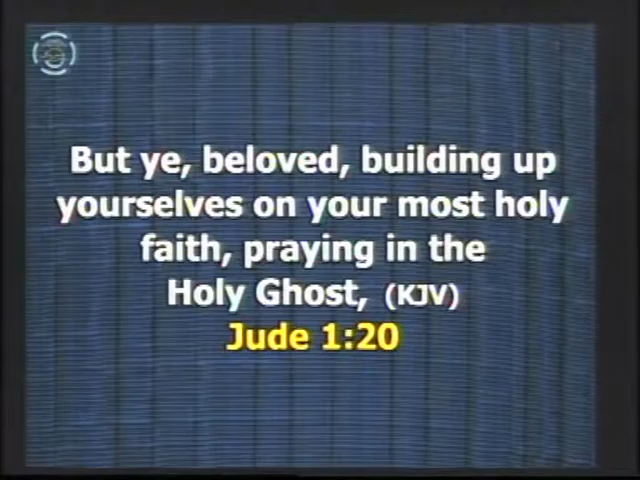 But ye, beloved, building up
yourselves on your most holy
faith, praying in the
Holy Ghost, (KJV)
Jude 1:20